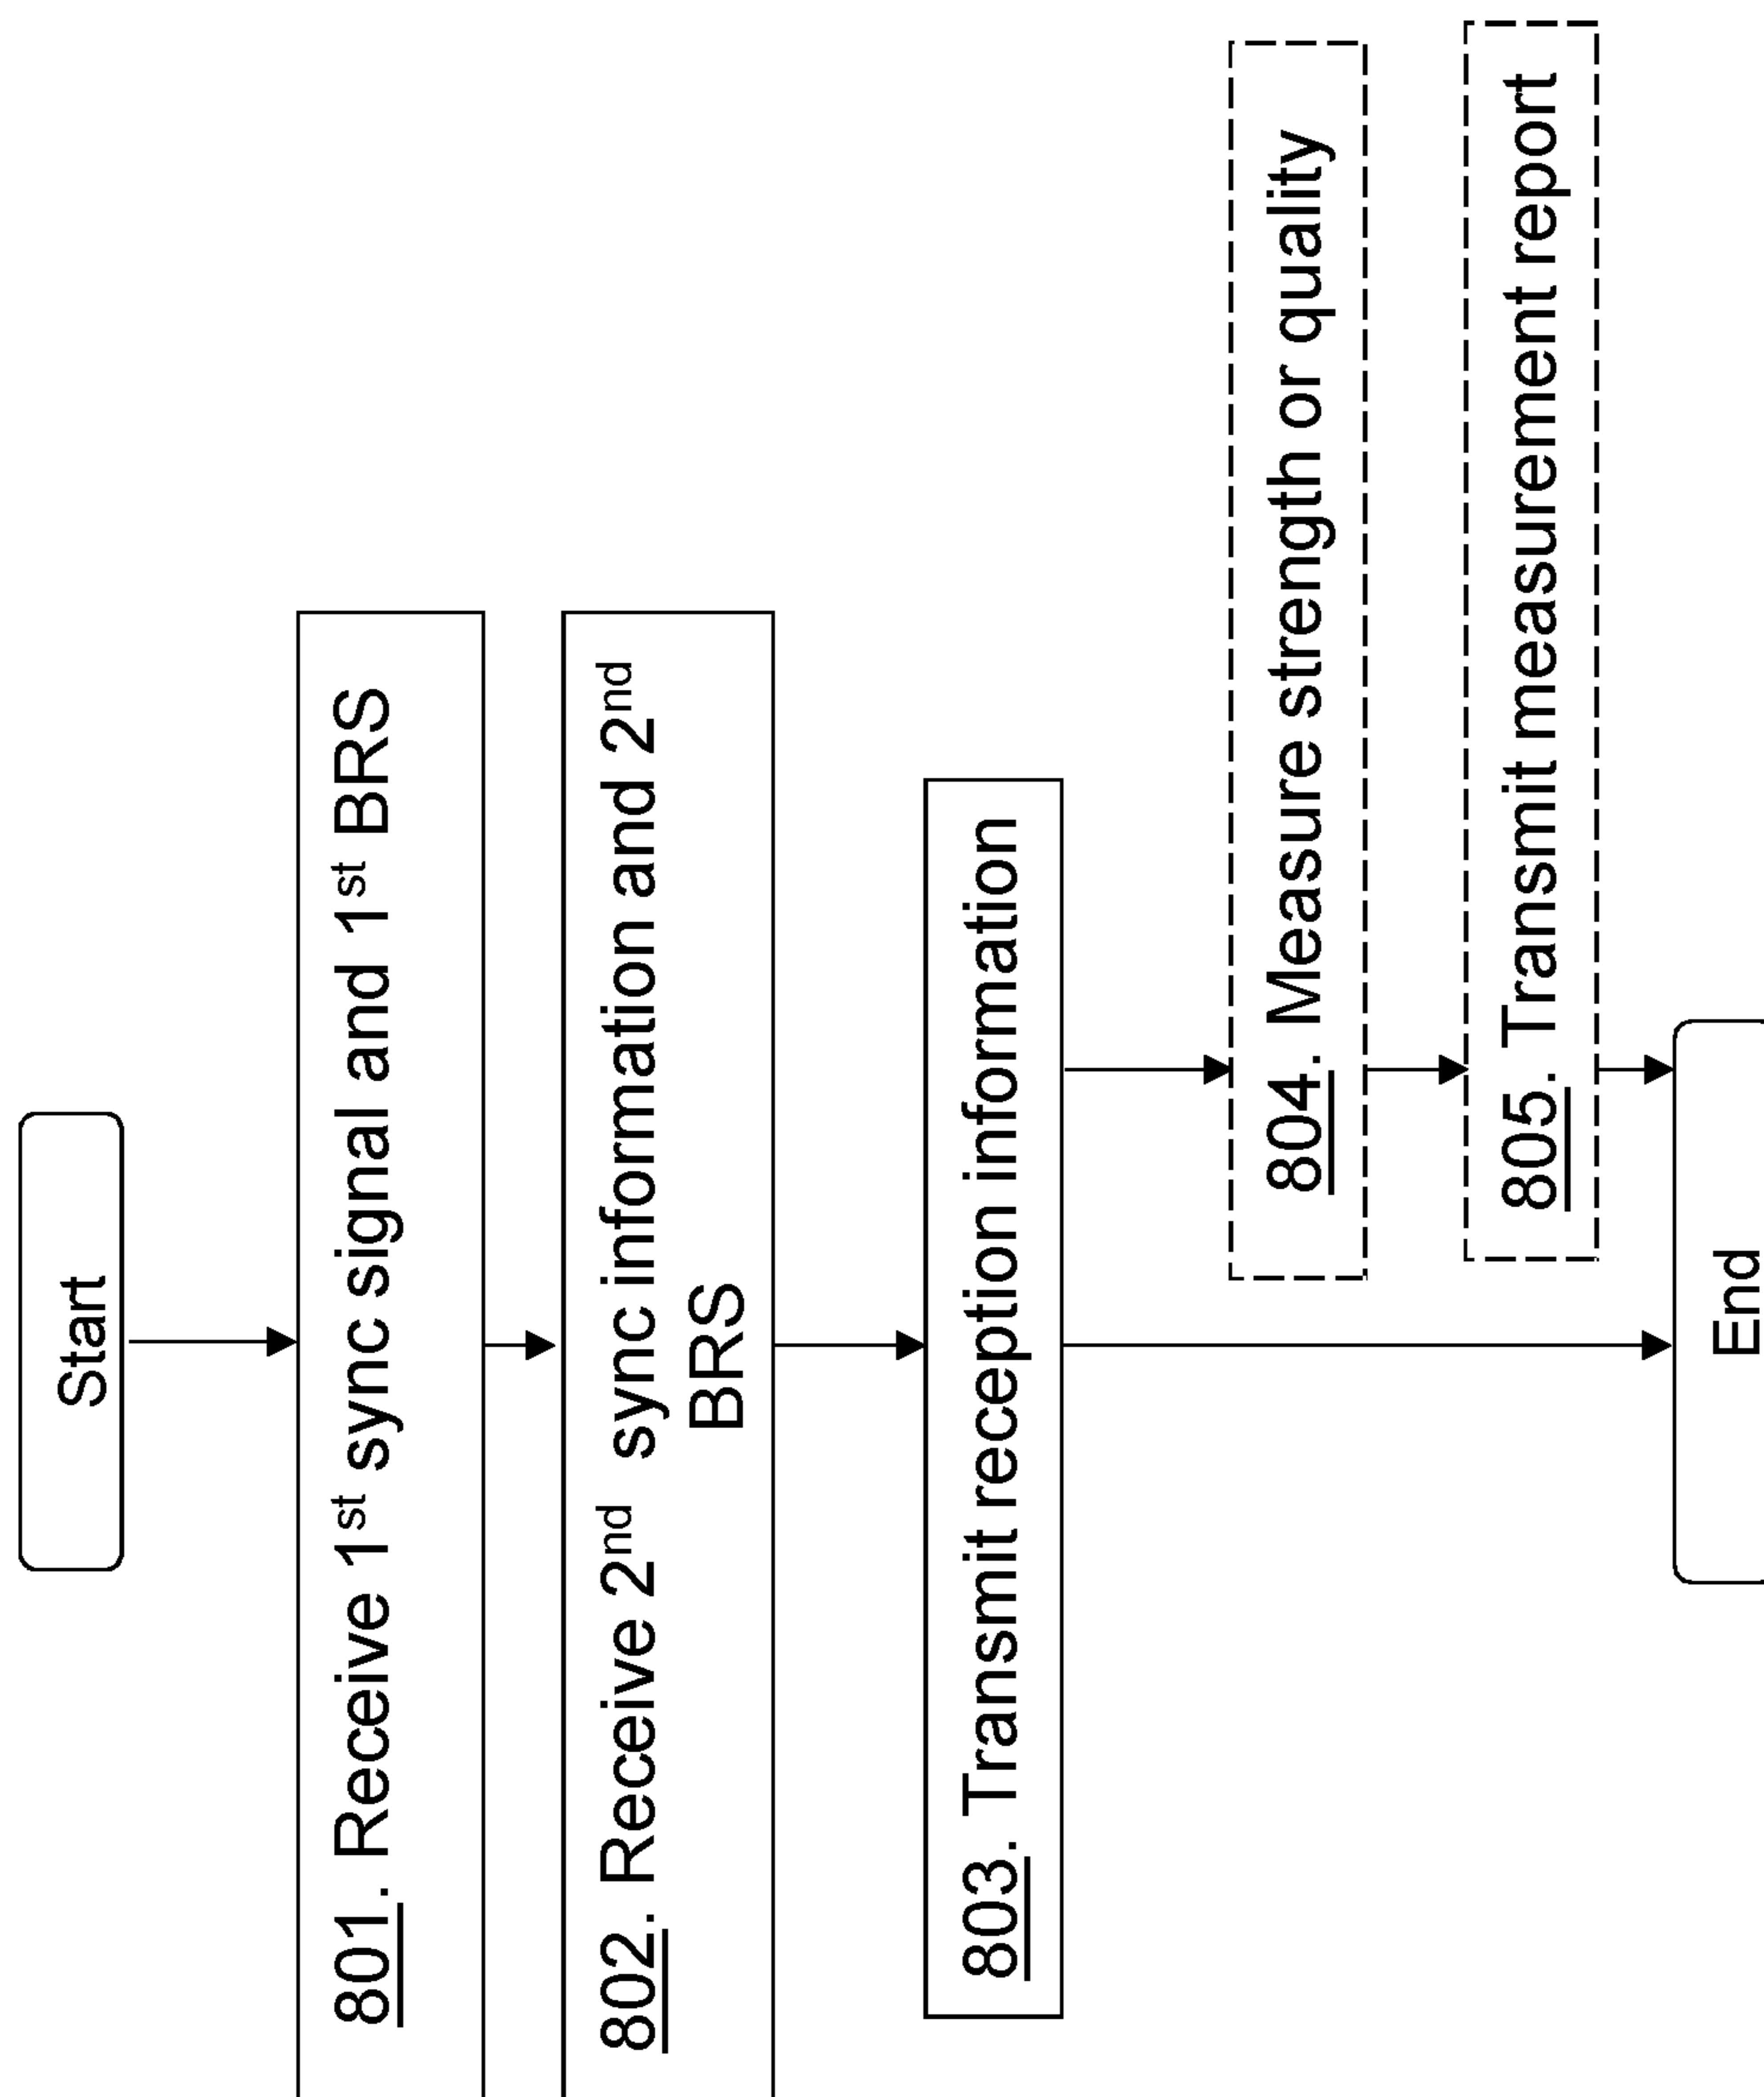 Start
801. Receive 1st sync signal and 1st BRS
802. Receive 2nd sync information and 2nd
BRS
803. Transmit reception information
804. Measure strength or quality
805. Transmit measurement report
End